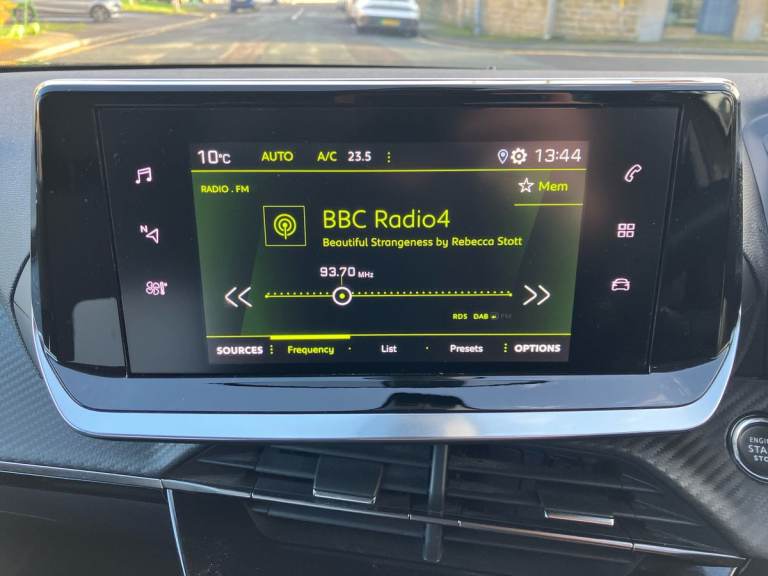 10°C AUTO A/C 23.5 13:44
RADIO . FM
Mem
BBC Radio4
Beautiful Strangeness by Rebecca Stott
N
93.70 MHz
RDS DAB FM
SOURCES Frequency List Presets OPTIONS